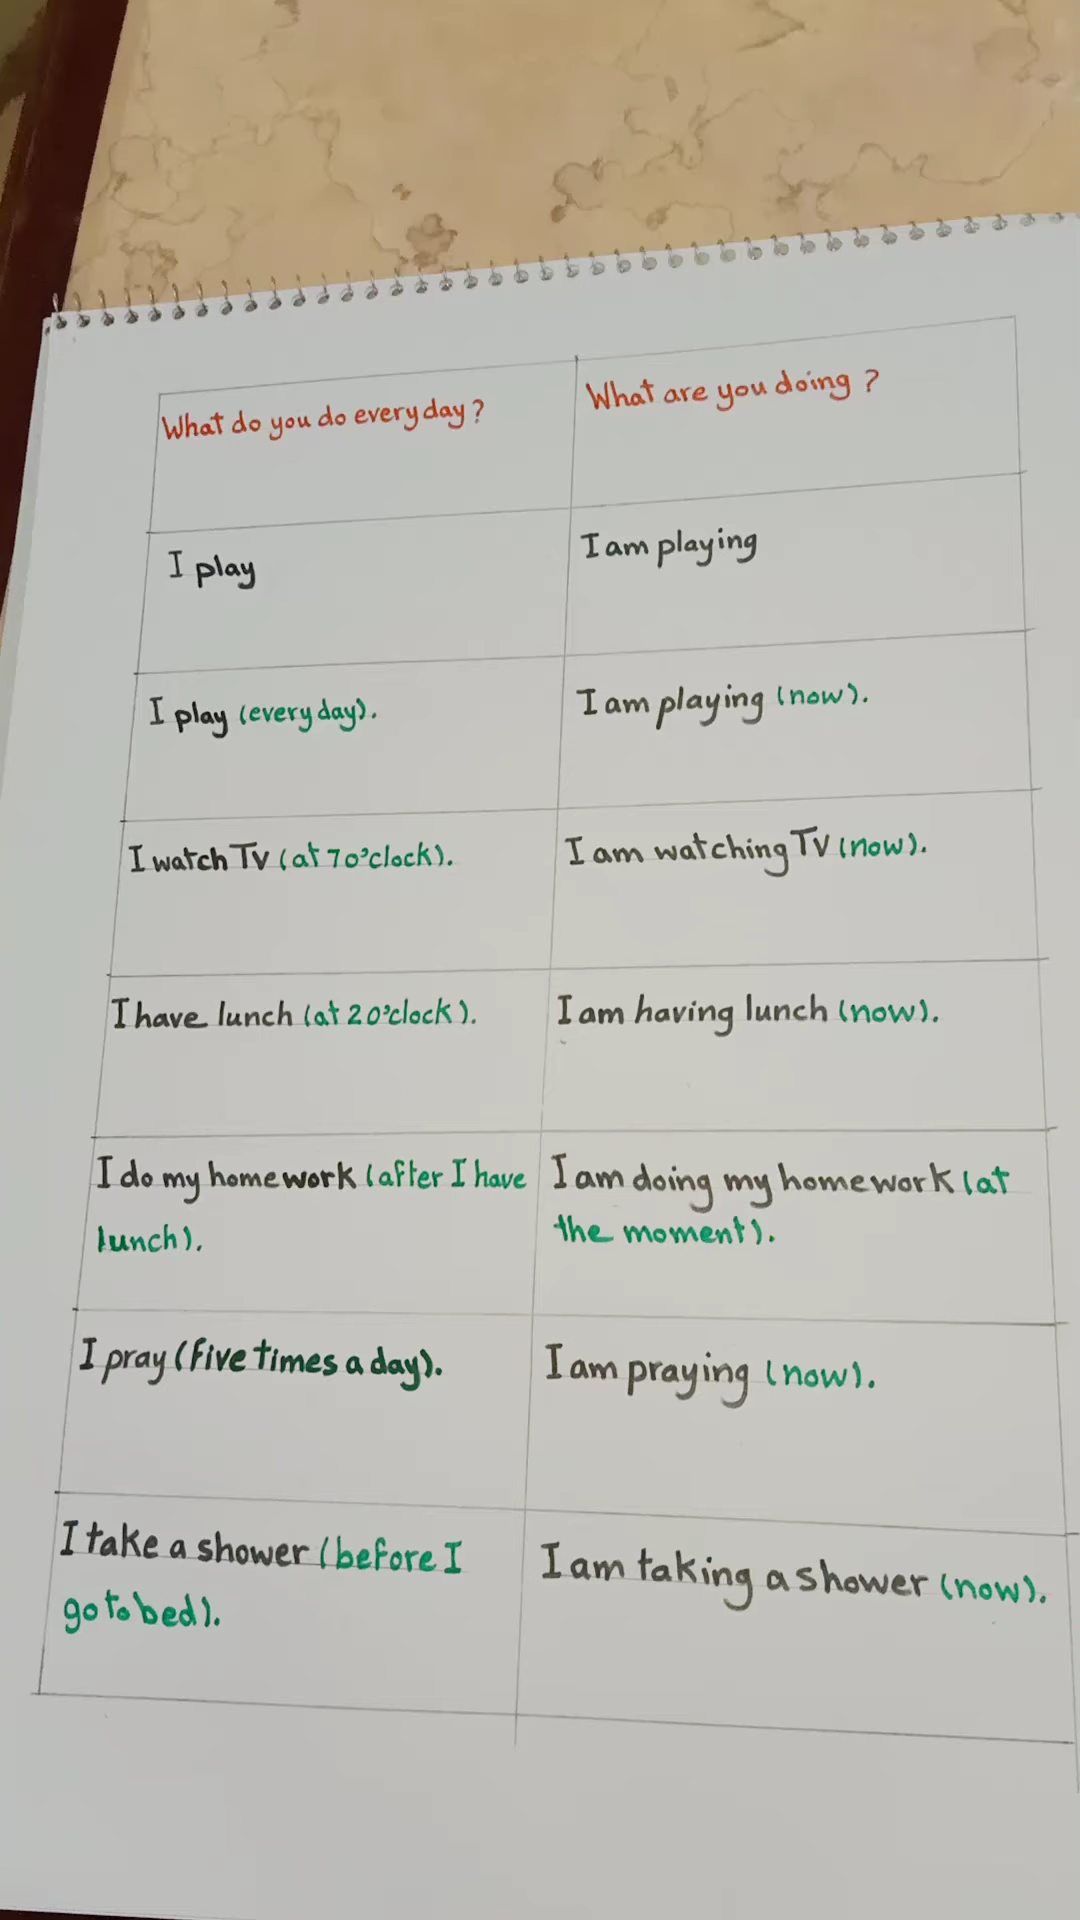 What do you do every day ?
What are you doing ?
I play
I am playing
I play (every day).
I am playing (now).
I watch TV (at 7 o'clock).
I am watching TV (now).
I have lunch (at 2 o'clock).
I am having lunch (now).
I do my homework (after I have
lunch).
I am doing my homework (at
the moment).
I pray (five times a day).
I am praying (now).
I take a shower (before I
go to bed).
I am taking a shower (now).